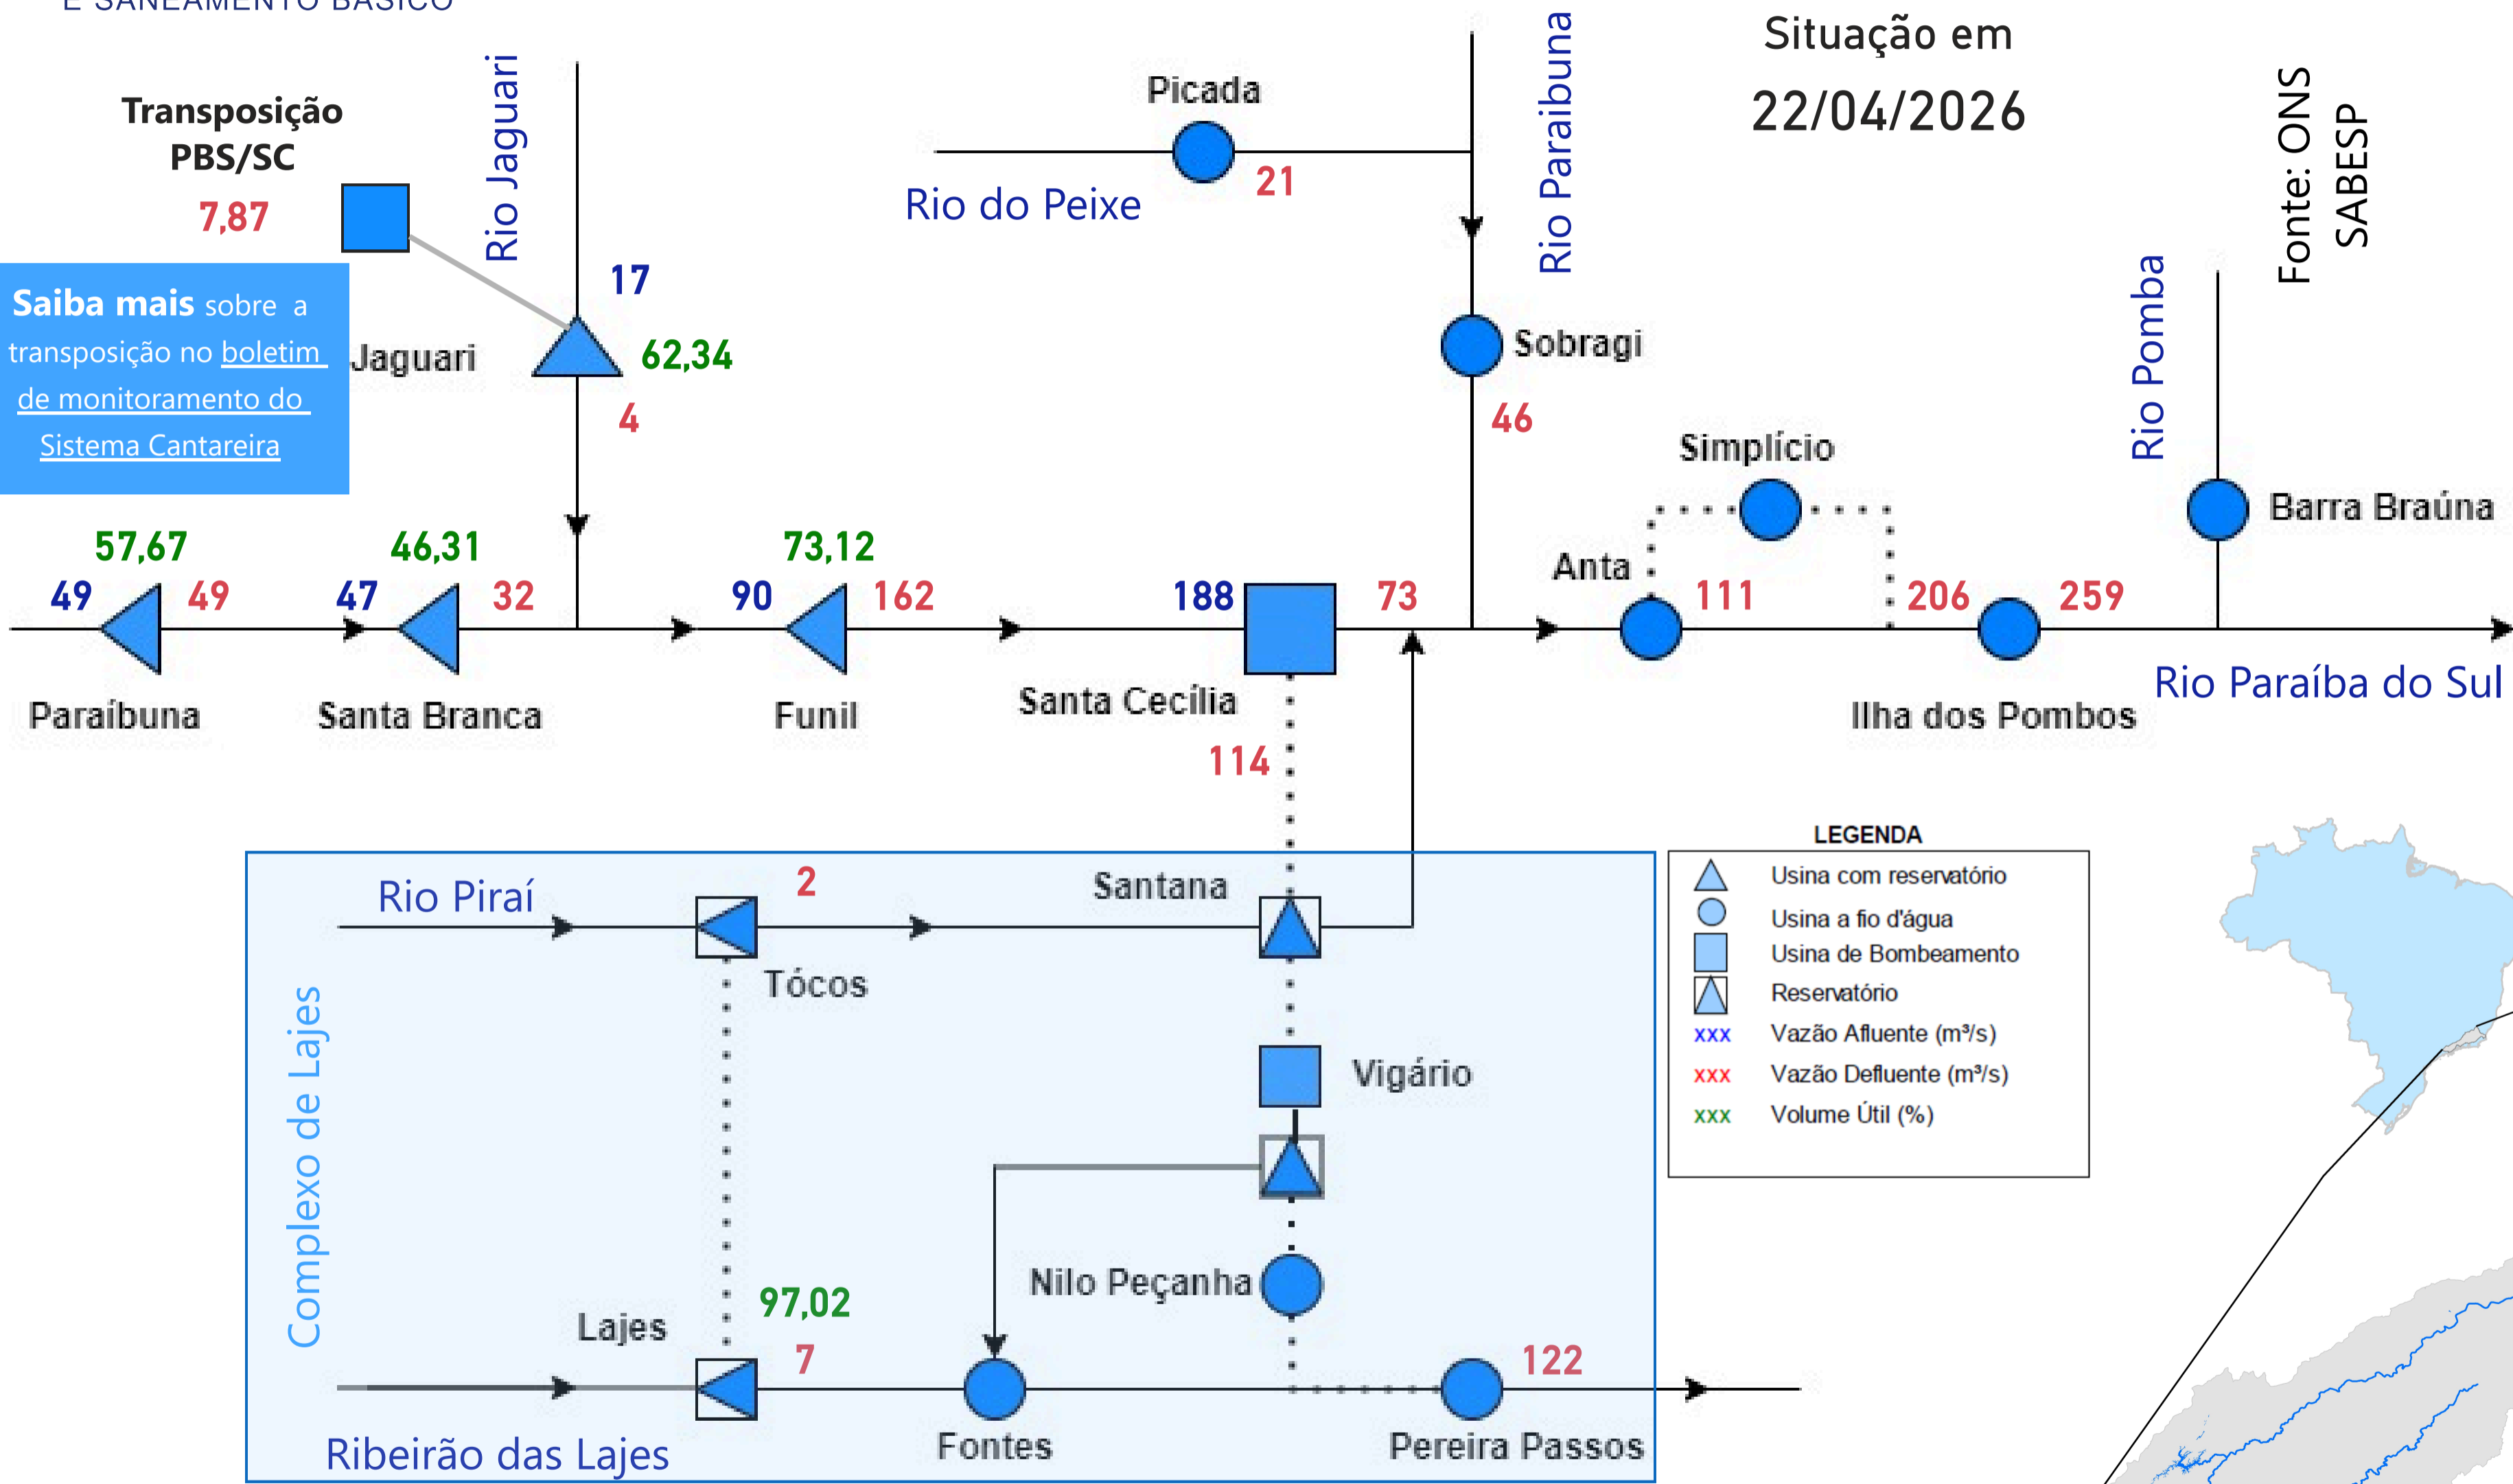 E SANEAMENTO BÁSICO
Situação em
22/04/2026
Fonte: ONS
SABESP
Transposição
PBS/SC
7,87
Rio Jaguari
Picada
21
Rio do Peixe
Rio Paraibuna
Saiba mais sobre a
transposição no boletim
de monitoramento do
Sistema Cantareira
17
Jaguari
62,34
4
Sobragi
46
Rio Pomba
Simplício
Barra Braúna
57,67
46,31
73,12
Anta
49
49
47
32
90
162
188
73
111
206
259
Paraíbuna
Santa Branca
Funil
Santa Cecília
Ilha dos Pombos
Rio Paraíba do Sul
114
Complexo de Lajes
Rio Piraí
2
Santana
Tócos
Vigário
Nilo Peçanha
97,02
Lajes
7
122
Ribeirão das Lajes
Fontes
Pereira Passos
LEGENDA
Usina com reservatório
Usina a fio d'água
Usina de Bombeamento
Reservatório
xxx Vazão Afluente (m³/s)
xxx Vazão Defluente (m³/s)
xxx Volume Útil (%)